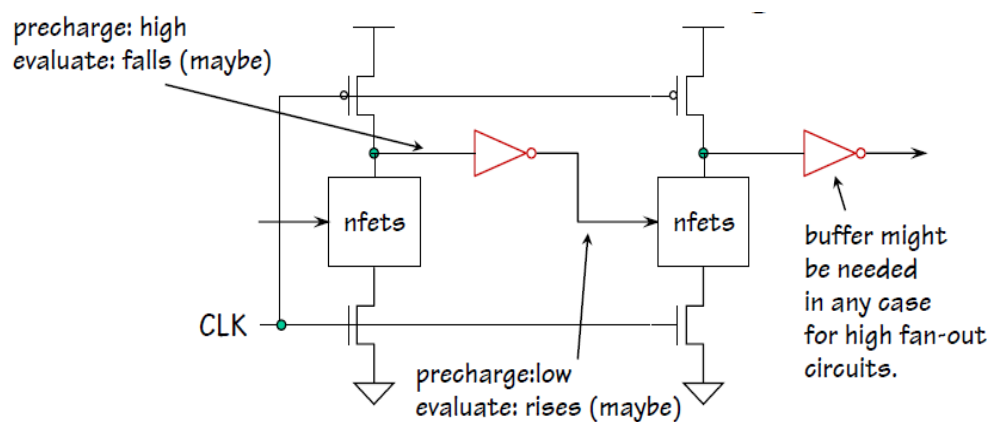 precharge: high
evaluate: falls (maybe)
nfets
nfets
CLK
precharge:low
evaluate: rises (maybe)
buffer might
be needed
in any case
for high fan-out
circuits.